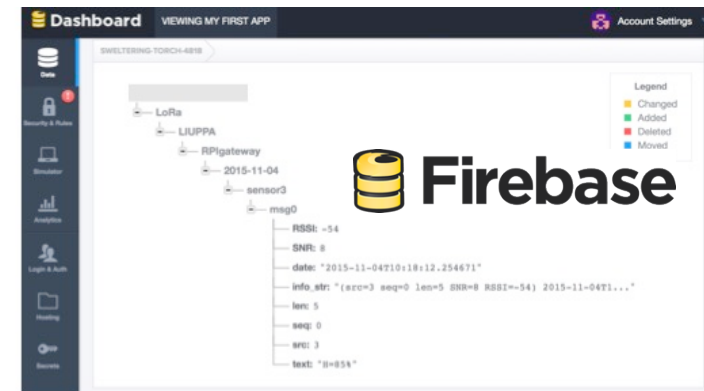 Dashboard VIEWING MY FIRST APP Account Settings
SWELTERING-TORCH-4818
Data
Security & Rules
Simulator
Analytics
Login & Auth
Hosting
Secrets
Legend
Changed
Added
Deleted
Moved
LoRa
LIUPPA
RPIgateway
2015-11-04
sensor3
msg0
RSSI: -54
SNR: 8
date: "2015-11-04T10:18:12.254671"
info_str: "(src=3 seq=0 len=5 SNR=8 RSSI=-54) 2015-11-04T1..."
len: 5
seq: 0
src: 3
text: "H=85%"
Firebase